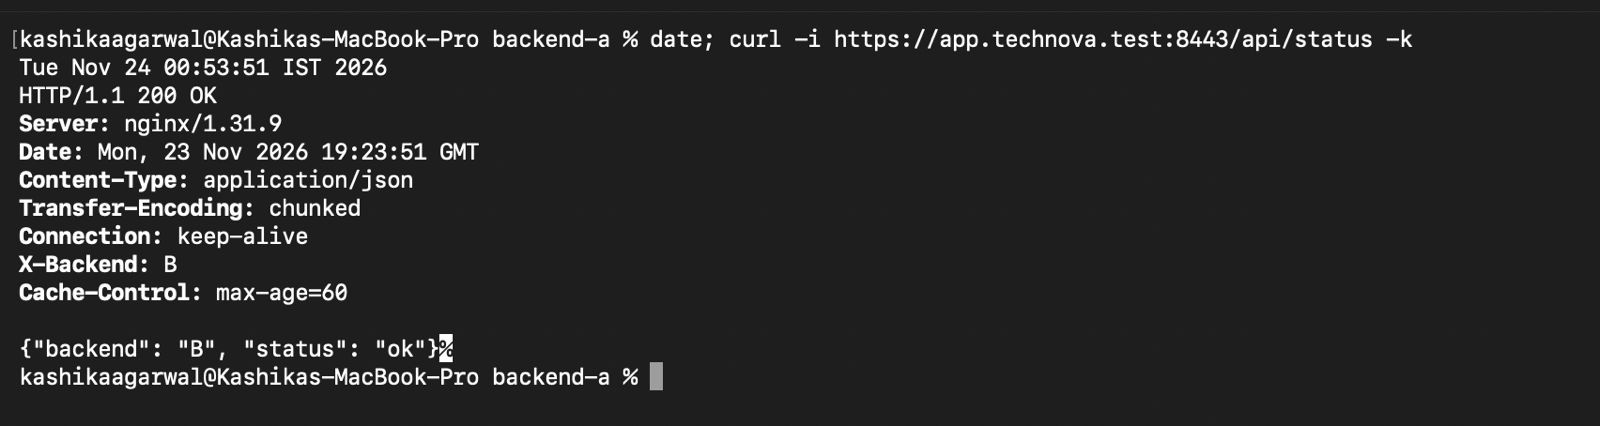 [kashikaagarwal@Kashikas-MacBook-Pro backend-a % date; curl -i https://app.technova.test:8443/api/status -k
Tue Nov 24 00:53:51 IST 2026
HTTP/1.1 200 OK
Server: nginx/1.31.9
Date: Mon, 23 Nov 2026 19:23:51 GMT
Content-Type: application/json
Transfer-Encoding: chunked
Connection: keep-alive
X-Backend: B
Cache-Control: max-age=60
{"backend": "B", "status": "ok"}%
kashikaagarwal@Kashikas-MacBook-Pro backend-a %